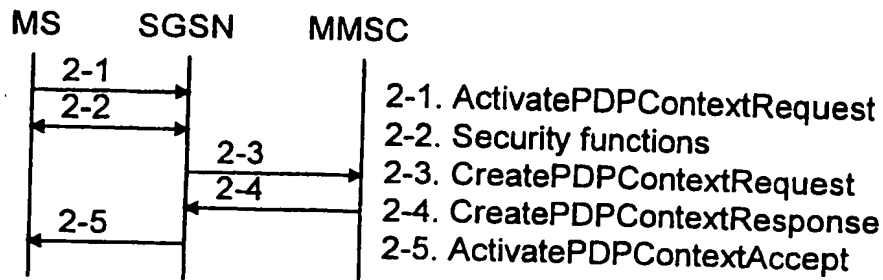 MS SGSN MMSC
2-1
2-2
2-3
2-4
2-5
2-1. ActivatePDPContextRequest
2-2. Security functions
2-3. CreatePDPContextRequest
2-4. CreatePDPContextResponse
2-5. ActivatePDPContextAccept